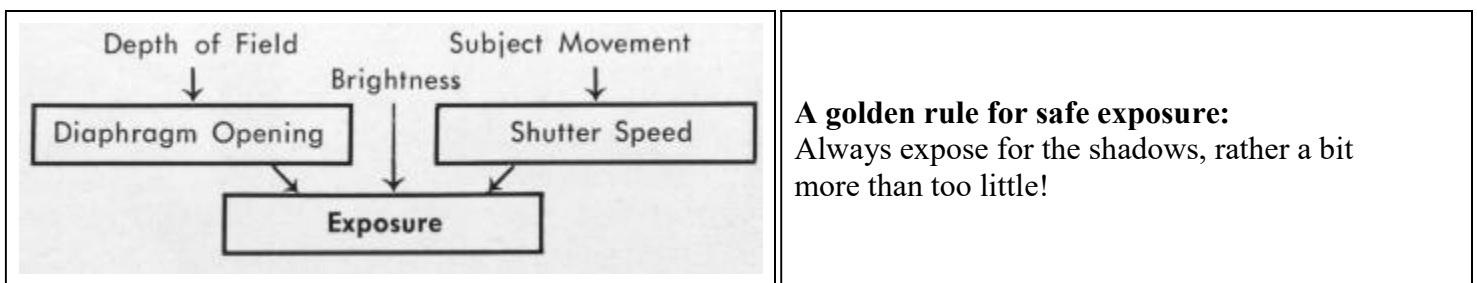 Depth of Field
Subject Movement
Brightness
Diaphragm Opening
Shutter Speed
Exposure
A golden rule for safe exposure:
Always expose for the shadows, rather a bit
more than too little!